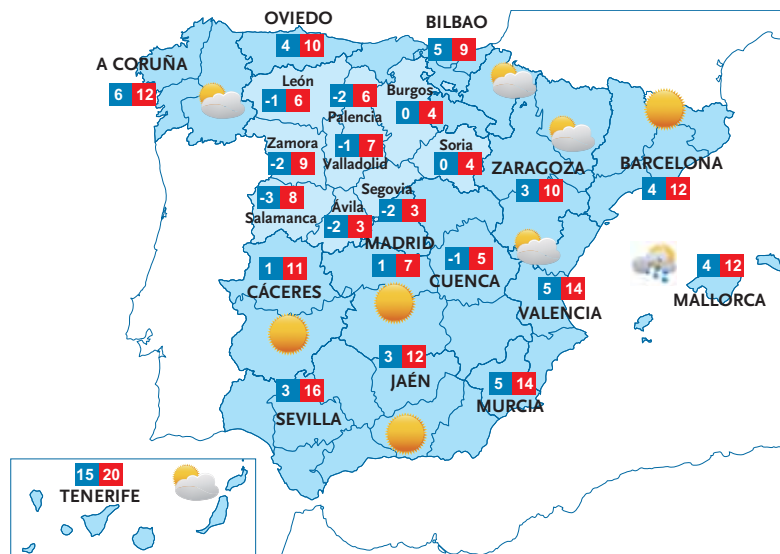 OVIEDO
4 10
BILBAO
5 9
A CORUÑA
6 12
León
-1 6
-2 6
Palencia
Burgos
0 4
Zamora
-2 9
-1 7
Valladolid
Soria
0 4
ZARAGOZA
3 10
BARCELONA
4 12
-3 8
Salamanca
Ávila
-2 3
Segovia
-2 3
MADRID
1 7
-1 5
CUENCA
1 11
CÁCERES
5 14
VALENCIA
4 12
MALLORCA
3 12
JAÉN
3 16
SEVILLA
5 14
MURCIA
15 20
TENERIFE